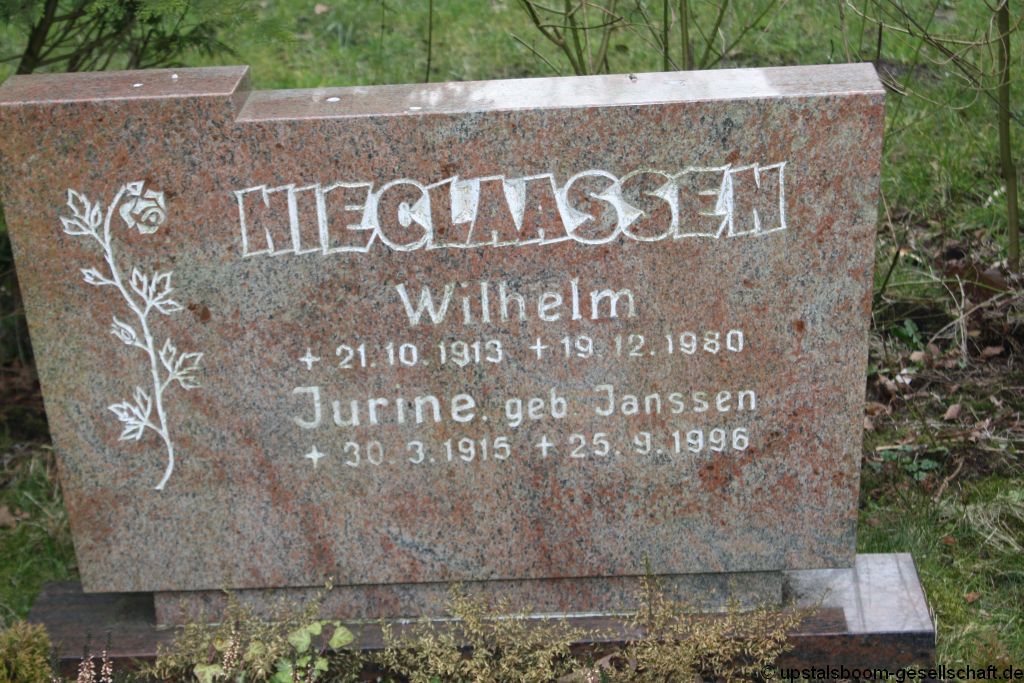 NIECLAASSEN
Wilhelm
+ 21.10.1913 + 19.12.1980
Jurine. geb. Janssen
+ 30.3.1915 + 25.9.1996
© upstalsboom-gesellschaft.de